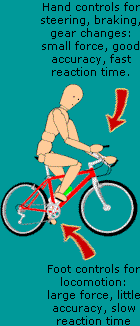 Hand controls for
steering, braking,
gear changes:
small force, good
accuracy, fast
reaction time.
Foot controls for
locomotion:
large force, little
accuracy, slow
reaction time